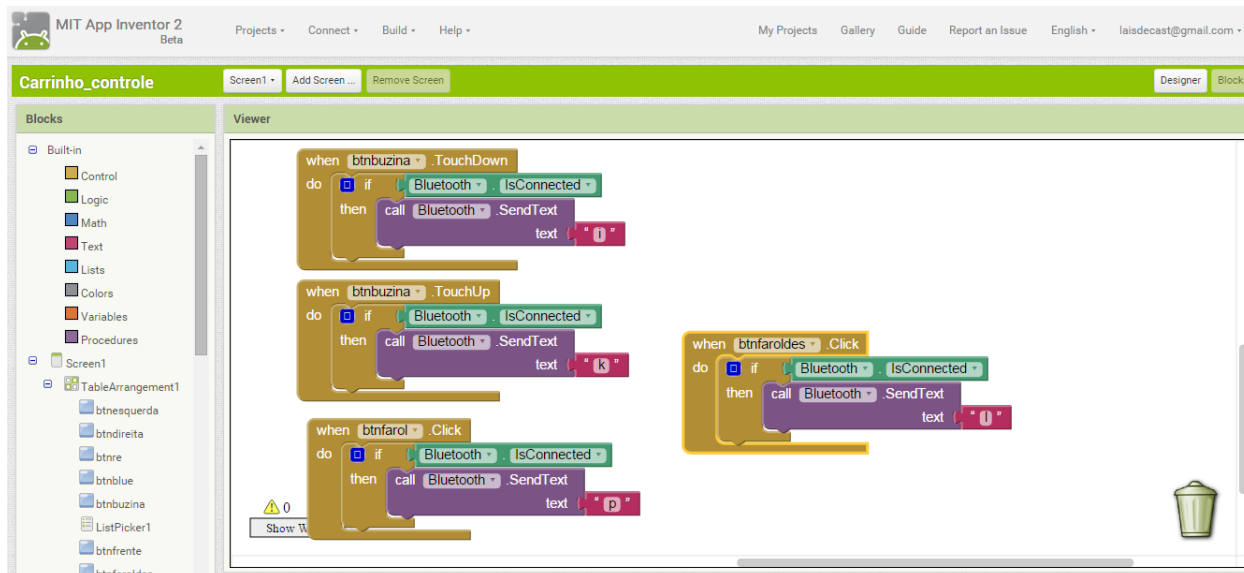 MIT App Inventor 2
Beta
Projects Connect Build Help
My Projects Gallery Guide Report an Issue English laisdecast@gmail.com
Carrinho_controle
Screen1 Add Screen ... Remove Screen
Designer Block
Blocks
Viewer
Built-in
Control
Logic
Math
Text
Lists
Colors
Variables
Procedures
Screen1
TableArrangement1
btnesquerda
btndireita
btnre
btnblue
btnbuzina
ListPicker1
btnfrente
btnfaroldes
when btnbuzina .TouchDown
do if Bluetooth . IsConnected
then call Bluetooth .SendText
text " i "
when btnbuzina .TouchUp
do if Bluetooth . IsConnected
then call Bluetooth .SendText
text " k "
when btnfarol .Click
do if Bluetooth . IsConnected
then call Bluetooth .SendText
text " p "
when btnfaroldes .Click
do if Bluetooth . IsConnected
then call Bluetooth .SendText
text " l "
0
Show W